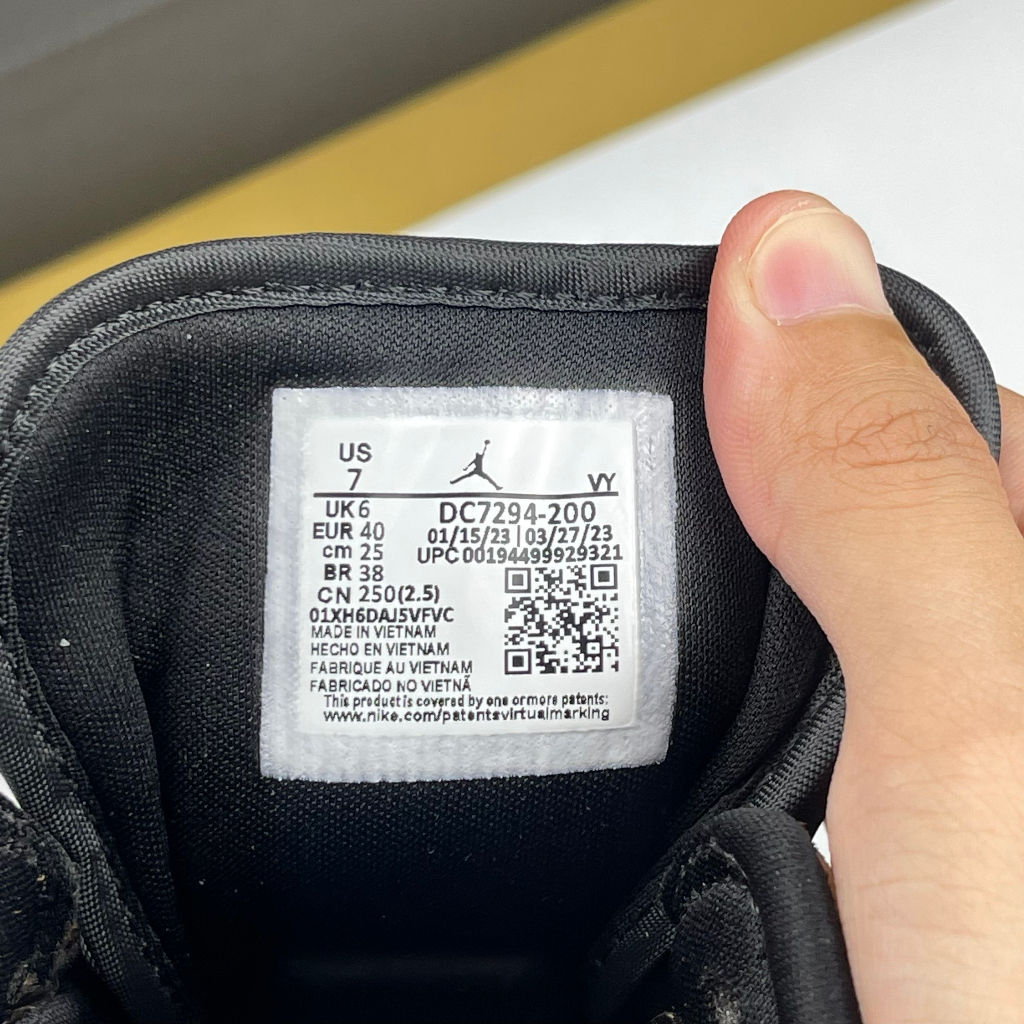 US
7
VY
UK 6
DC7294-200
EUR 40
01/15/23 | 03/27/23
cm 25
UPC 00194499929321
BR 38
CN 250(2.5)
01XH6DAJ5VFVC
MADE IN VIETNAM
HECHO EN VIETNAM
FABRIQUE AU VIETNAM
FABRICADO NO VIETNÃ
This product is covered by one or more patents:
www.nike.com/patentsvirtualmarking